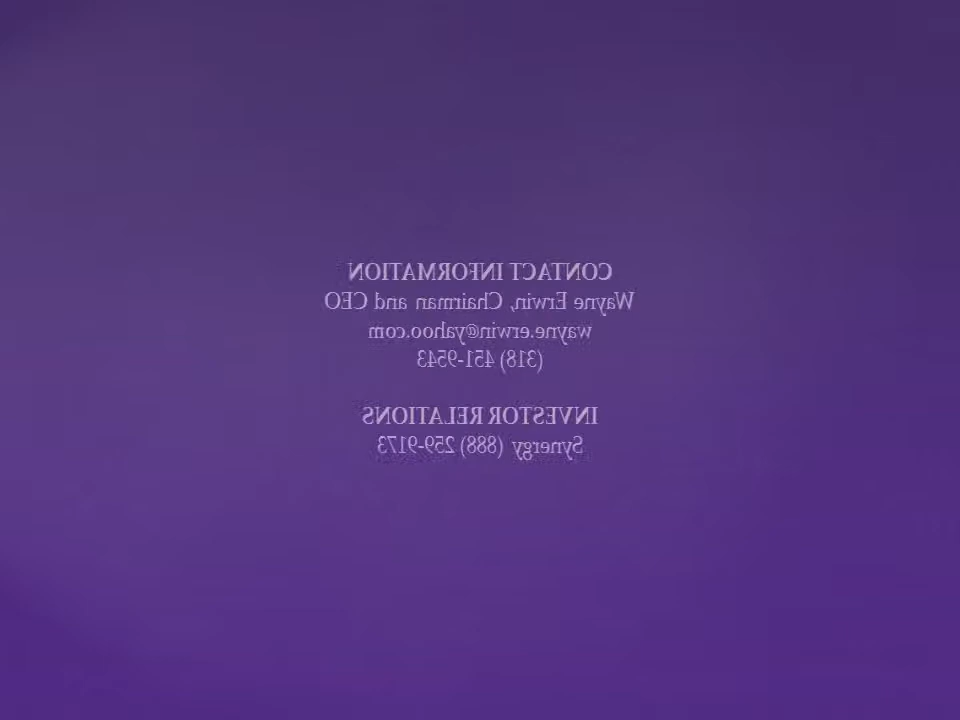 CONTACT INFORMATION
Wayne Erwin, Chairman and CEO
wayne.erwin@yahoo.com
(318) 451-9543
INVESTOR RELATIONS
Synergy (888) 259-9173